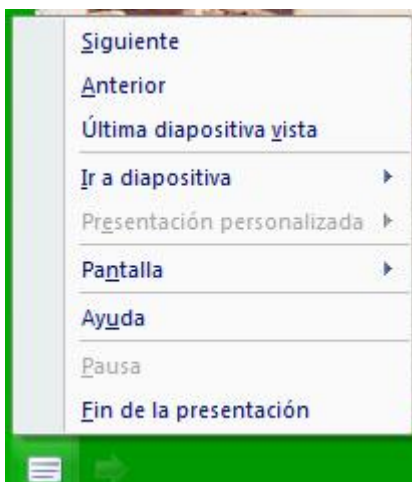 Siguiente
Anterior
Última diapositiva vista
Ir a diapositiva
Presentación personalizada
Pantalla
Ayuda
Pausa
Fin de la presentación